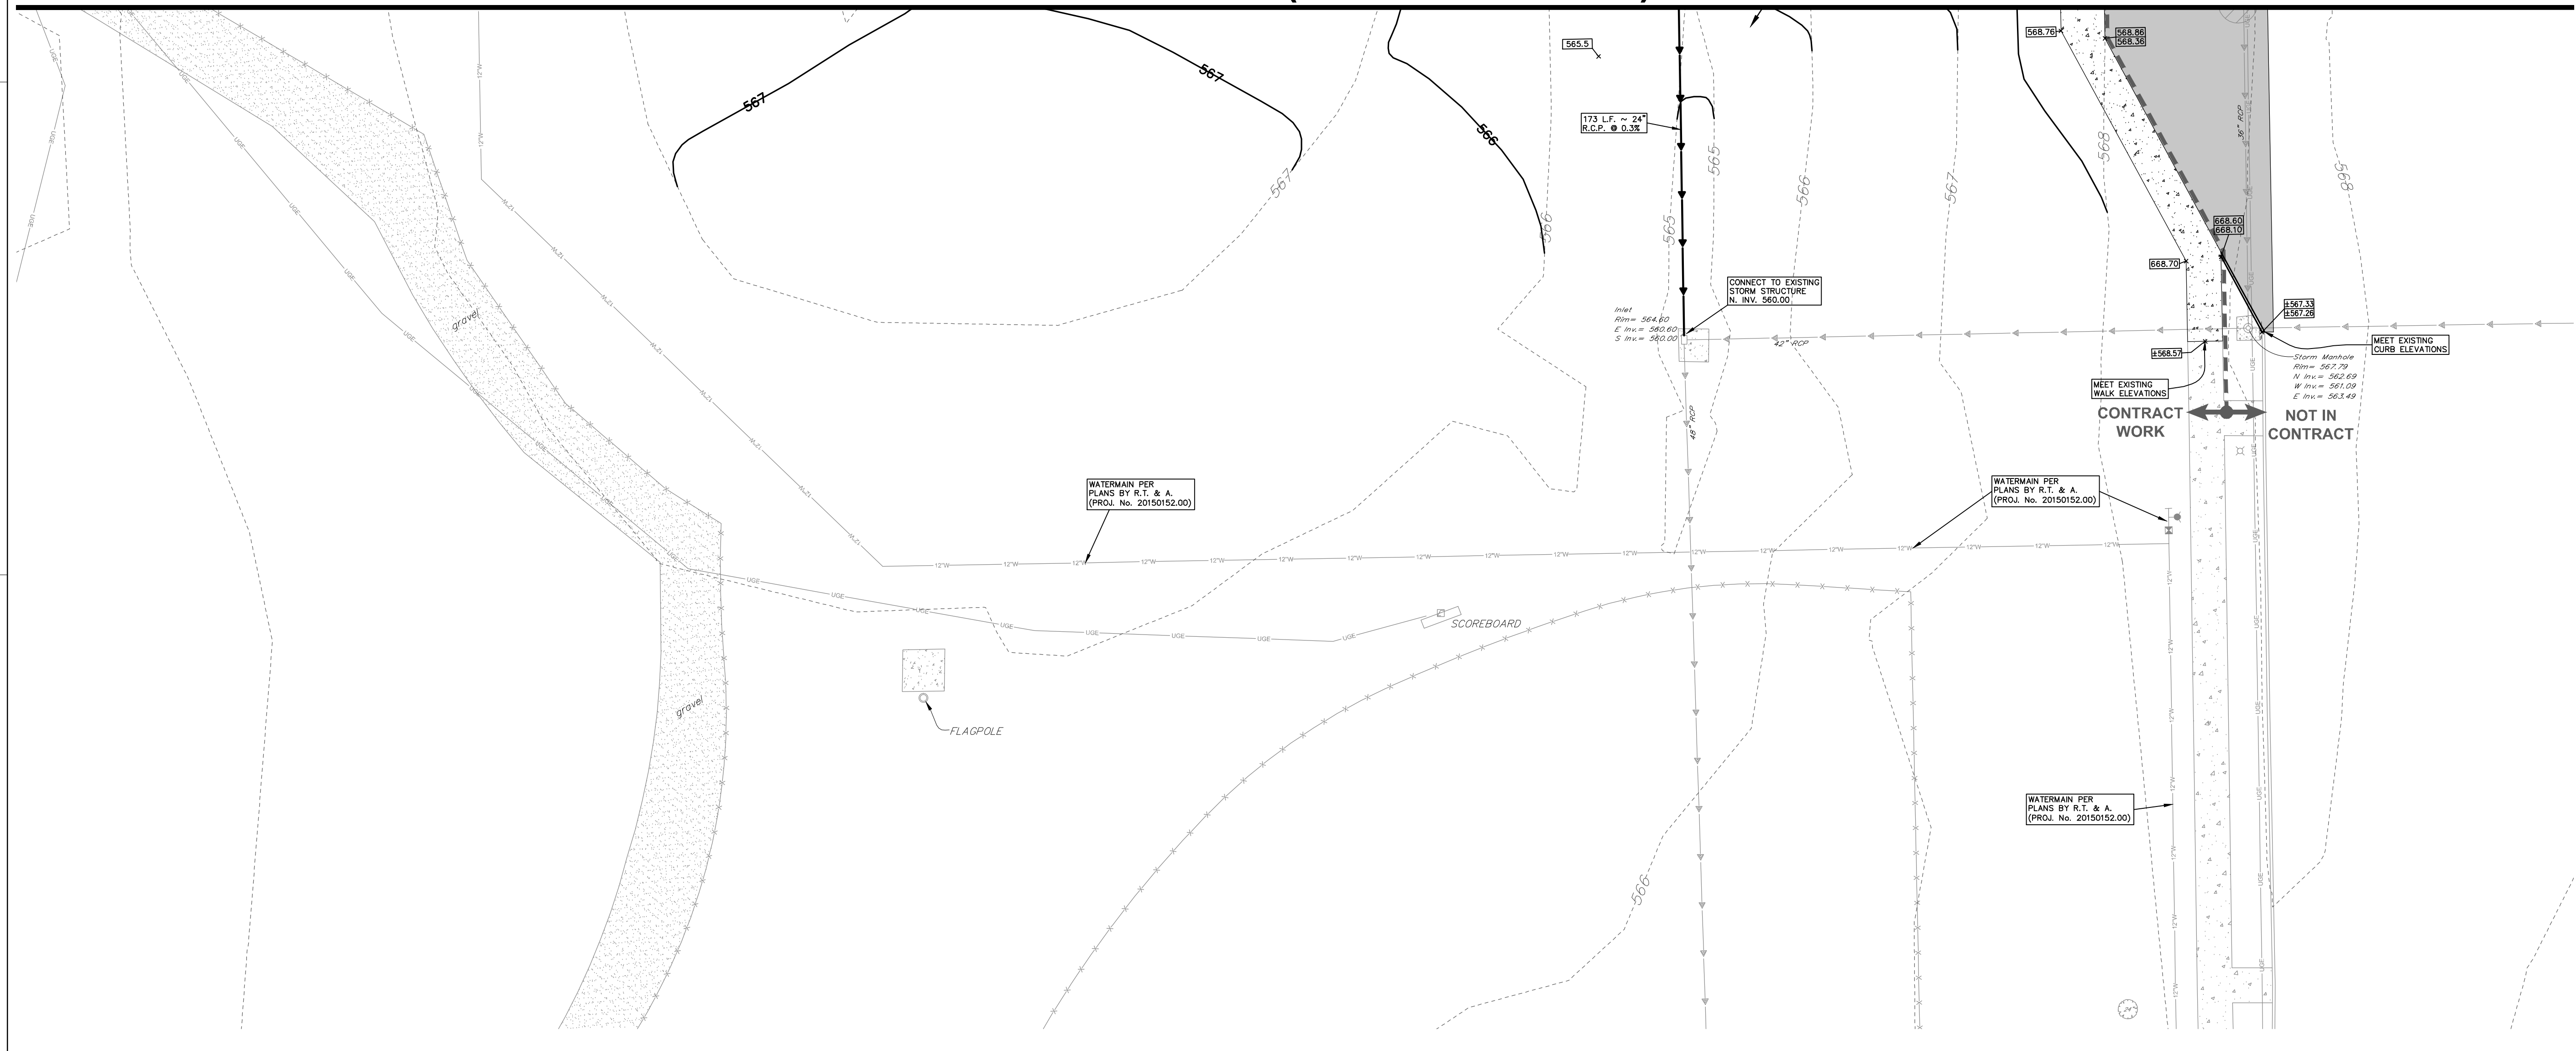 567
567
566
565.5
173 L.F. ~ 24"
R.C.P. @ 0.3%
568.76
568.86
568.36
36" RCP
567
566
565
565
566
567
568
568
668.60
668.10
668.70
CONNECT TO EXISTING
STORM STRUCTURE
N. INV. 560.00
Inlet
Rim= 564.60
E Inv.= 560.60
S Inv.= 560.00
42" RCP
±567.33
±567.26
MEET EXISTING
CURB ELEVATIONS
±568.57
Storm Manhole
Rim= 567.79
N Inv.= 562.69
W Inv.= 561.09
E Inv.= 563.49
MEET EXISTING
WALK ELEVATIONS
CONTRACT
WORK
NOT IN
CONTRACT
48" RCP
gravel
WATERMAIN PER
PLANS BY R.T. & A.
(PROJ. No. 20150152.00)
WATERMAIN PER
PLANS BY R.T. & A.
(PROJ. No. 20150152.00)
12"W
UGE
SCOREBOARD
gravel
FLAGPOLE
WATERMAIN PER
PLANS BY R.T. & A.
(PROJ. No. 20150152.00)
566
24"